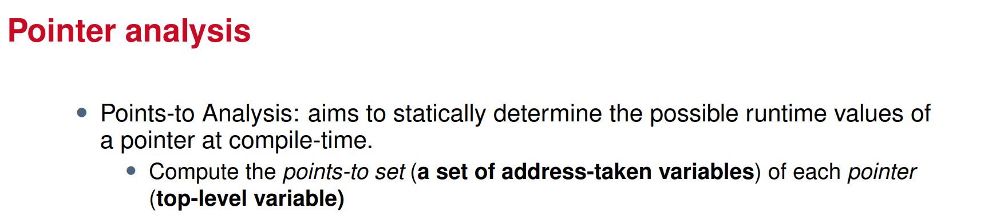 Pointer analysis
Points-to Analysis: aims to statically determine the possible runtime values of
a pointer at compile-time.
Compute the points-to set (a set of address-taken variables) of each pointer
(top-level variable)